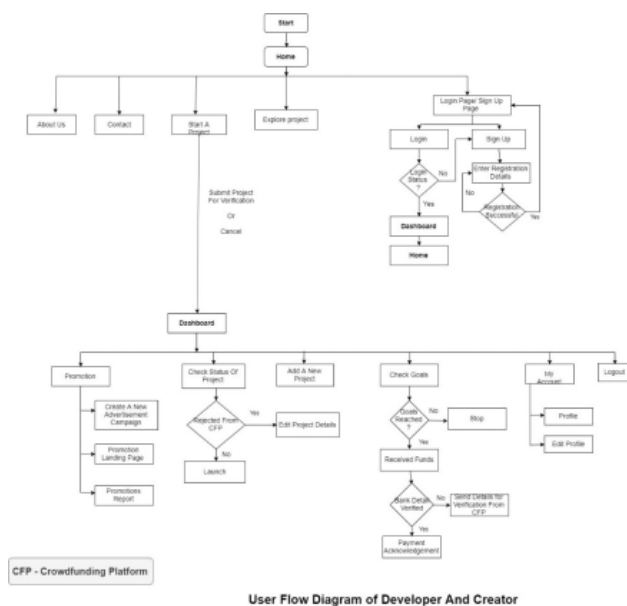 Start
Home
About Us
Contact
Start A
Project
Explore project
Login Pager Sign Up
Page
Login
Sign Up
Login
Status
?
No
Yes
Enter Registration
Details
No
Registration
Successful
Yes
Dashboard
Home
Submit Project
For Verification
Or
Cancel
Dashboard
Promotion
Check Status Of
Project
Add A New
Project
Check Goals
My
Account
Logout
Create A New
Advertisement
Campaign
Promotion
Landing Page
Promotions
Report
Rejected From
CFP
Yes
Edit Project Details
No
Launch
Goals
Reached
?
No
Stop
Yes
Received Funds
Bank Detail
Verified
No
Send Details for
Verification From
CFP
Yes
Payment
Acknowledgement
Profile
Edit Profile
CFP - Crowdfunding Platform
User Flow Diagram of Developer And Creator